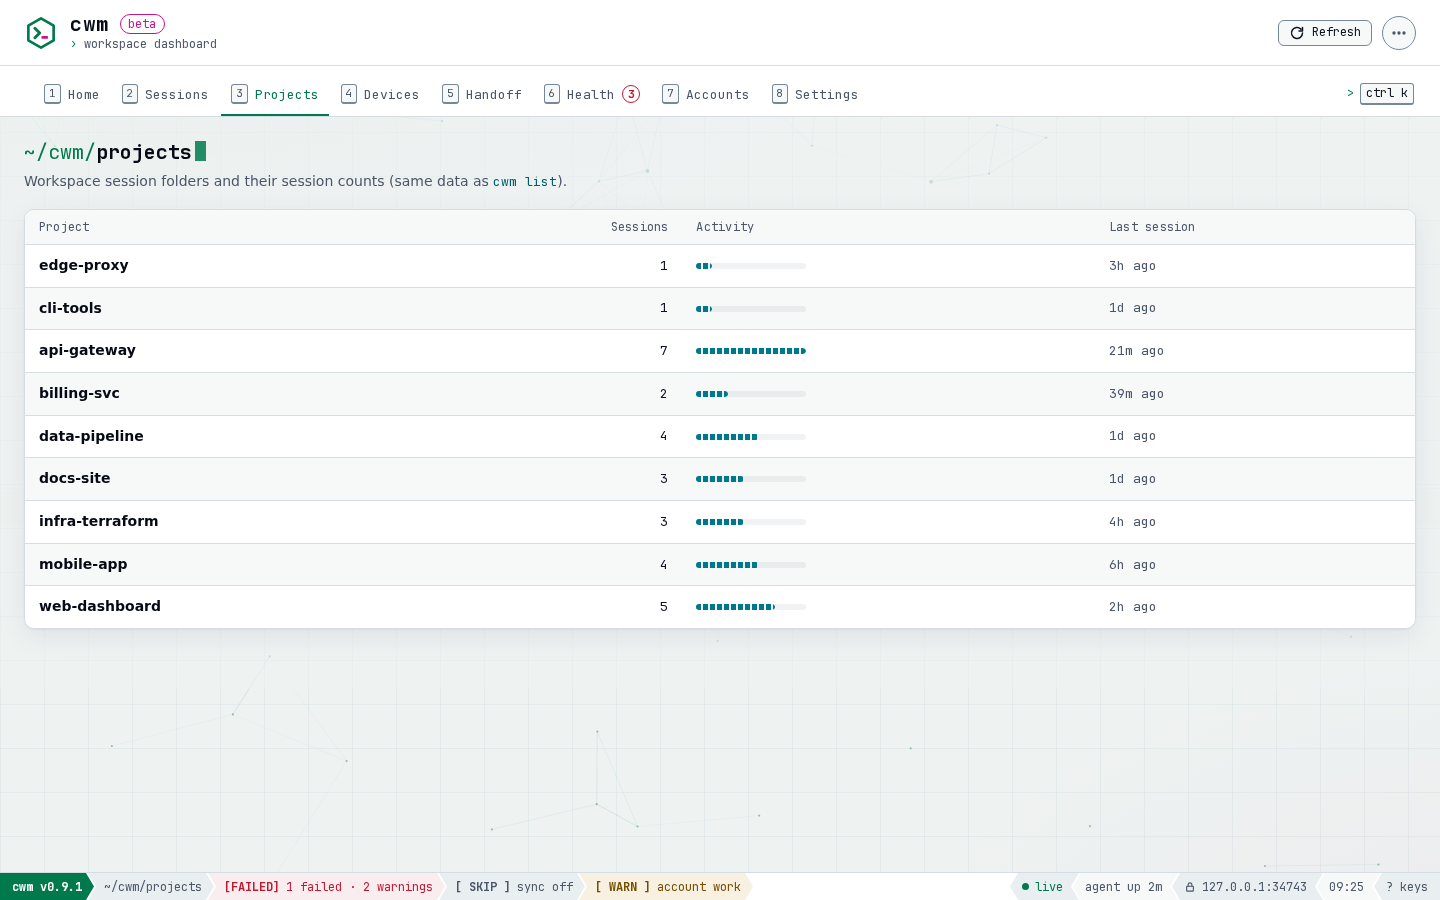 cwm beta
› workspace dashboard
Refresh
1 Home 2 Sessions 3 Projects 4 Devices 5 Handoff 6 Health 3 7 Accounts 8 Settings > ctrl k
~/cwm/projects
Workspace session folders and their session counts (same data as cwm list).
Project Sessions Activity Last session
edge-proxy 1 3h ago
cli-tools 1 1d ago
api-gateway 7 21m ago
billing-svc 2 39m ago
data-pipeline 4 1d ago
docs-site 3 1d ago
infra-terraform 3 4h ago
mobile-app 4 6h ago
web-dashboard 5 2h ago
cwm v0.9.1 ~/cwm/projects [FAILED] 1 failed · 2 warnings [ SKIP ] sync off [ WARN ] account work live agent up 2m 127.0.0.1:34743 09:25 ? keys